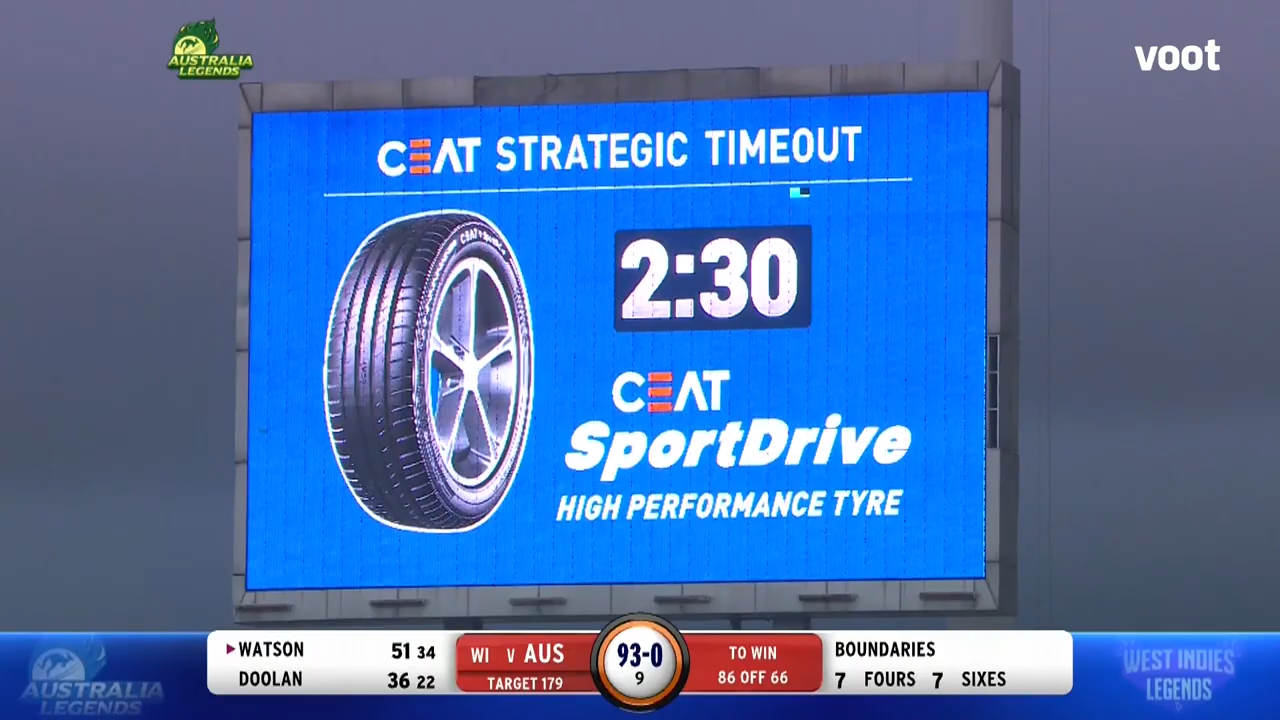 AUSTRALIA
LEGENDS
voot
CEAT STRATEGIC TIMEOUT
2:30
CEAT
SportDrive
HIGH PERFORMANCE TYRE
WATSON 51 34
DOOLAN 36 22
WI V AUS
TARGET 179
93-0
9
TO WIN
86 OFF 66
BOUNDARIES
7 FOURS 7 SIXES
AUSTRALIA
LEGENDS
WEST INDIES
LEGENDS